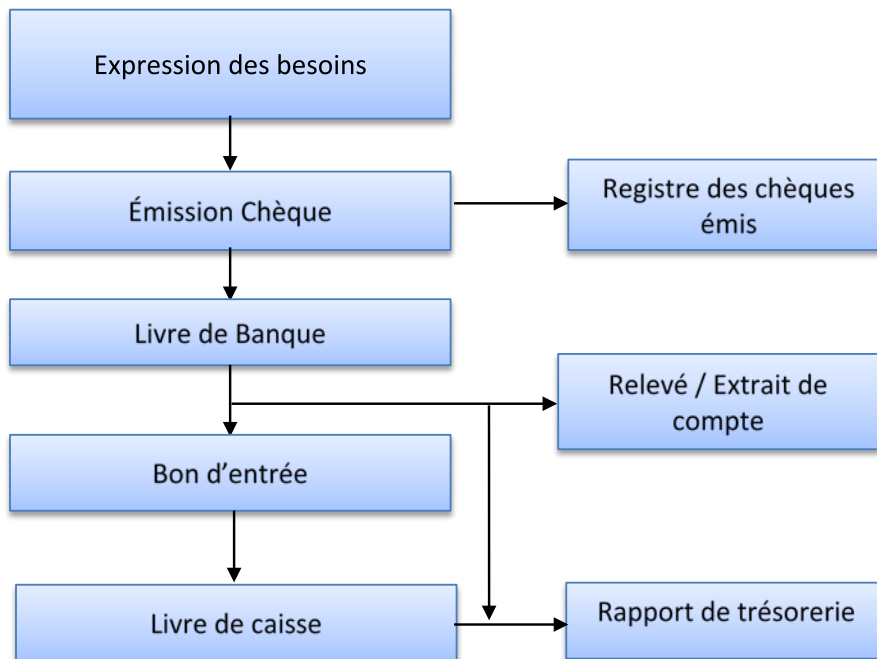 Expression des besoins
Émission Chèque
Registre des chèques
émis
Livre de Banque
Relevé / Extrait de
compte
Bon d’entrée
Livre de caisse
Rapport de trésorerie